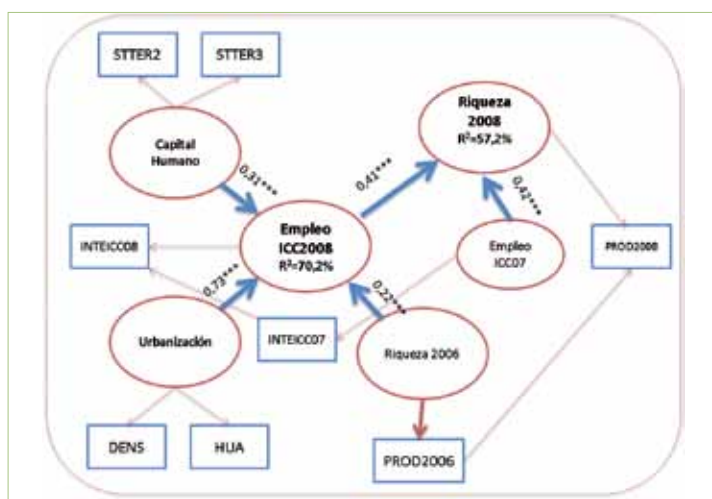 STTER2
STTER3
Capital
Humano
Riqueza
2008
R²=57,2%
0,31***
0,41***
0,42***
Empleo
ICC2008
R²=70,2%
INTEICC08
Empleo
ICC07
PROD2008
0,73***
0,22***
Urbanización
INTEICC07
Riqueza 2006
DENS
HUA
PROD2006